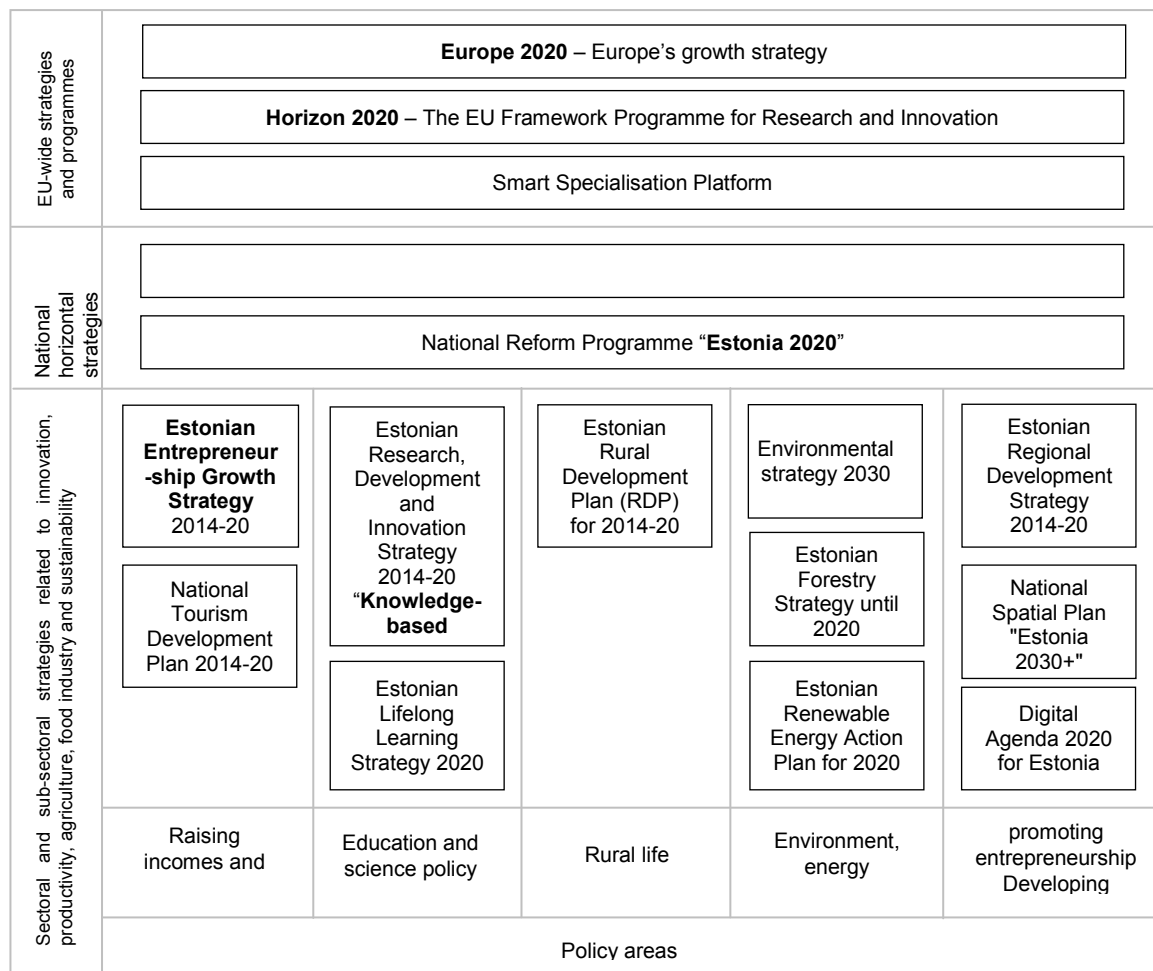 EU-wide strategies
and programmes
Europe 2020 – Europe’s growth strategy
Horizon 2020 – The EU Framework Programme for Research and Innovation
Smart Specialisation Platform
National
horizontal
strategies
National Reform Programme “Estonia 2020”
Sectoral and sub-sectoral strategies related to innovation,
productivity, agriculture, food industry and sustainability
Estonian
Entrepreneur
-ship Growth
Strategy
2014-20
National
Tourism
Development
Plan 2014-20
Estonian
Research,
Development
and
Innovation
Strategy
2014-20
“Knowledge-
based
Estonian
Lifelong
Learning
Strategy 2020
Estonian
Rural
Development
Plan (RDP)
for 2014-20
Environmental
strategy 2030
Estonian
Forestry
Strategy until
2020
Estonian
Renewable
Energy Action
Plan for 2020
Estonian
Regional
Development
Strategy
2014-20
National
Spatial Plan
"Estonia
2030+"
Digital
Agenda 2020
for Estonia
Raising
incomes and
Education and
science policy
Rural life
Environment,
energy
promoting
entrepreneurship
Developing
Policy areas